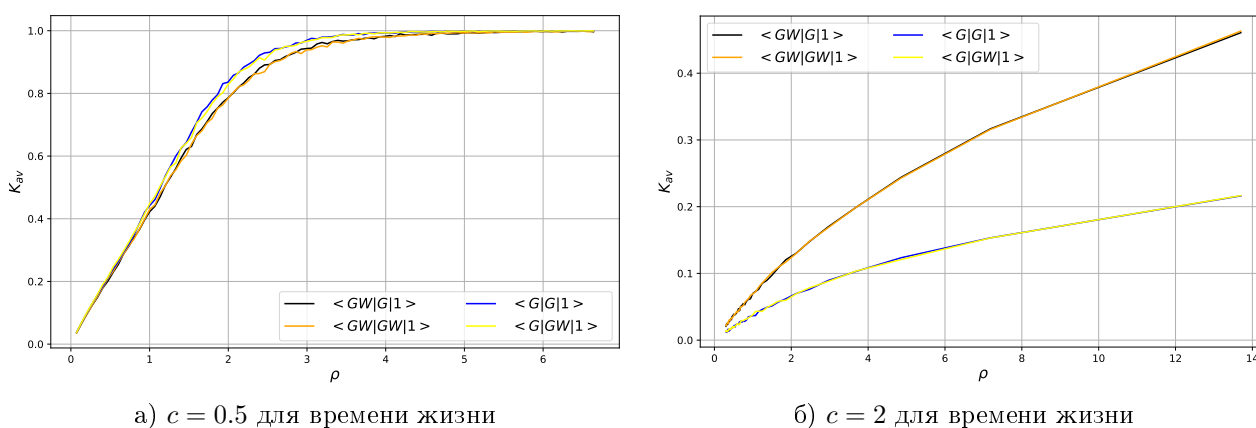 1.0
0.8
0.6
0.4
0.2
0.0
K_av
0 1 2 3 4 5 6
ρ
< GW|G|1 > < G|G|1 >
< GW|GW|1 > < G|GW|1 >
0.4
0.3
0.2
0.1
0.0
K_av
0 2 4 6 8 10 12 14
ρ
< GW|G|1 > < G|G|1 >
< GW|GW|1 > < G|GW|1 >
а) c = 0.5 для времени жизни
б) c = 2 для времени жизни